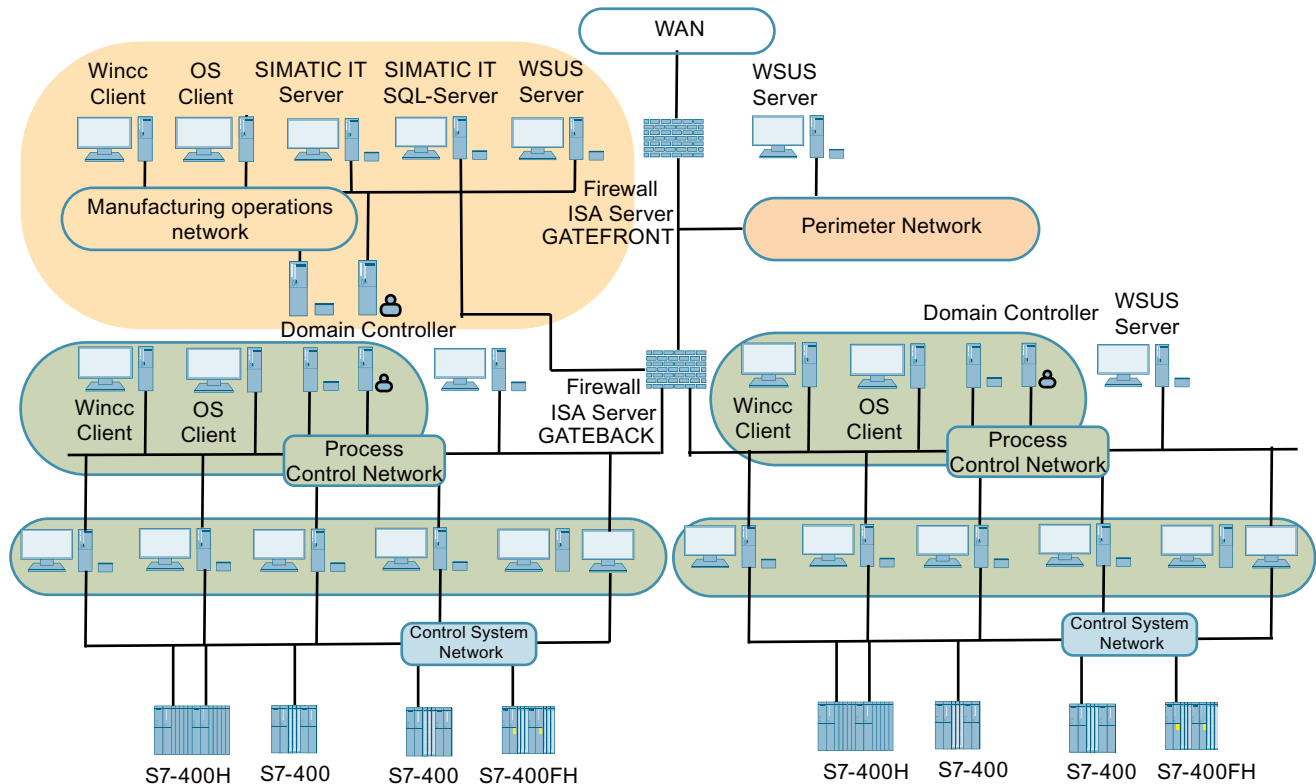 WAN
Wincc
Client
OS
Client
SIMATIC IT
Server
SIMATIC IT
SQL-Server
WSUS
Server
WSUS
Server
Manufacturing operations
network
Firewall
ISA Server
GATEFRONT
Perimeter Network
Domain Controller
Wincc
Client
OS
Client
Process
Control Network
Firewall
ISA Server
GATEBACK
Domain Controller
WSUS
Server
Wincc
Client
OS
Client
Process
Control Network
Control System
Network
Control System
Network
S7-400H
S7-400
S7-400
S7-400FH
S7-400H
S7-400
S7-400
S7-400FH